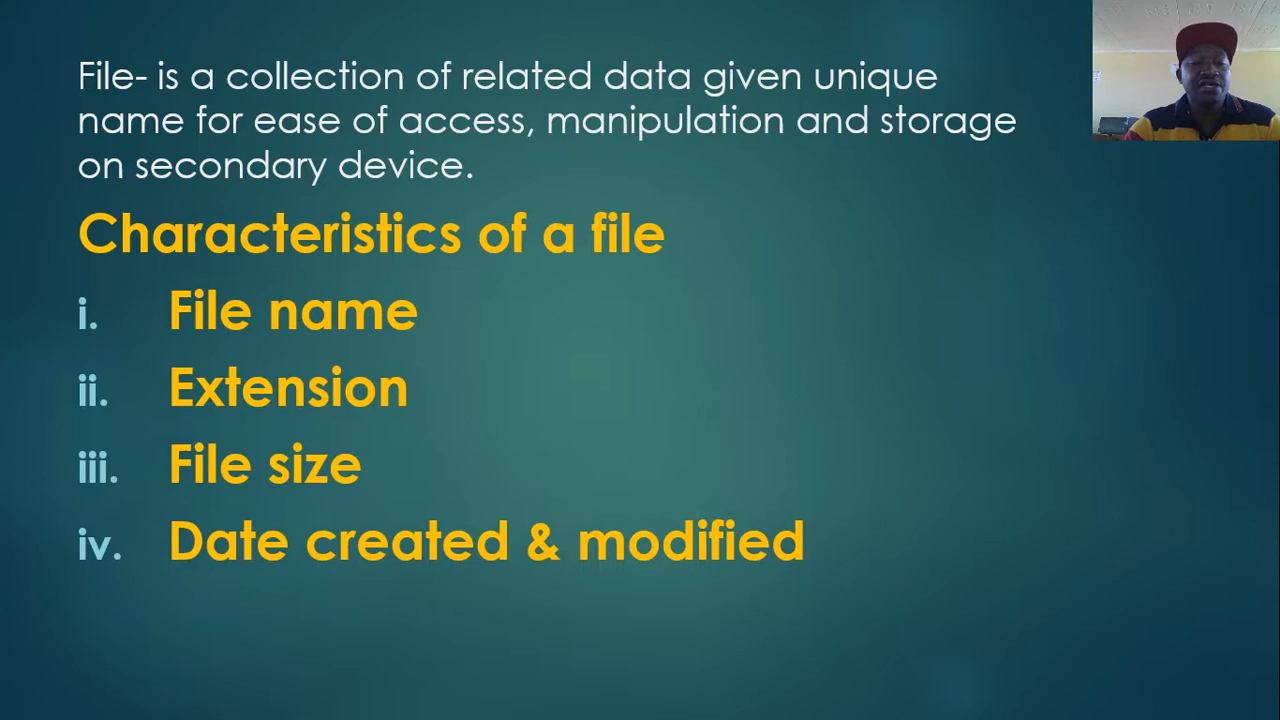 File- is a collection of related data given unique
name for ease of access, manipulation and storage
on secondary device.
Characteristics of a file
i. File name
ii. Extension
iii. File size
iv. Date created & modified